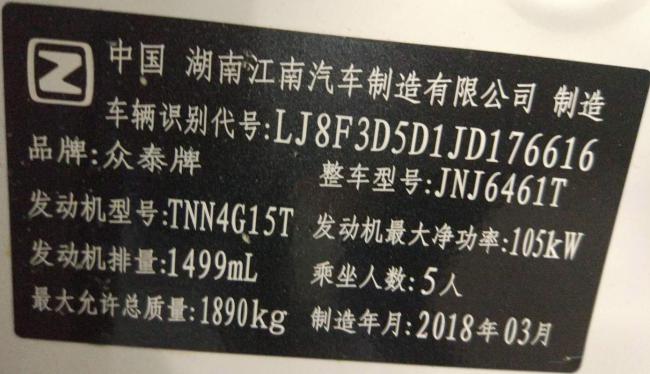 中国 湖南江南汽车制造有限公司 制造
车辆识别代号:LJ8F3D5D1JD176616
品牌:众泰牌 整车型号:JNJ6461T
发动机型号:TNN4G15T 发动机最大净功率:105kW
发动机排量:1499mL 乘坐人数:5人
最大允许总质量:1890kg 制造年月:2018年03月